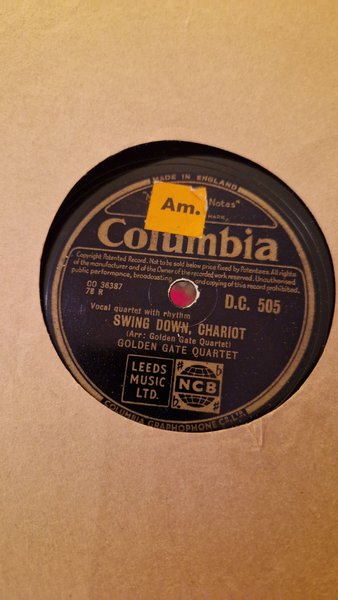 MADE IN ENGLAND
Notes"
Am.
MARK.
Columbia
Copyright Patented Record. Not to be sold below price fixed by Patentees. All rights
of the manufacturer and of the Owner of the recorded work reserved. Unauthorised
public performance, broadcasting and copying of this record prohibited.
CO 36387
78 R
D.C. 505
Vocal quartet with rhythm
SWING DOWN, CHARIOT
(Arr: Golden Gate Quartet)
GOLDEN GATE QUARTET
LEEDS
MUSIC
LTD.
NCB
COLUMBIA GRAPHOPHONE CO. LTD.